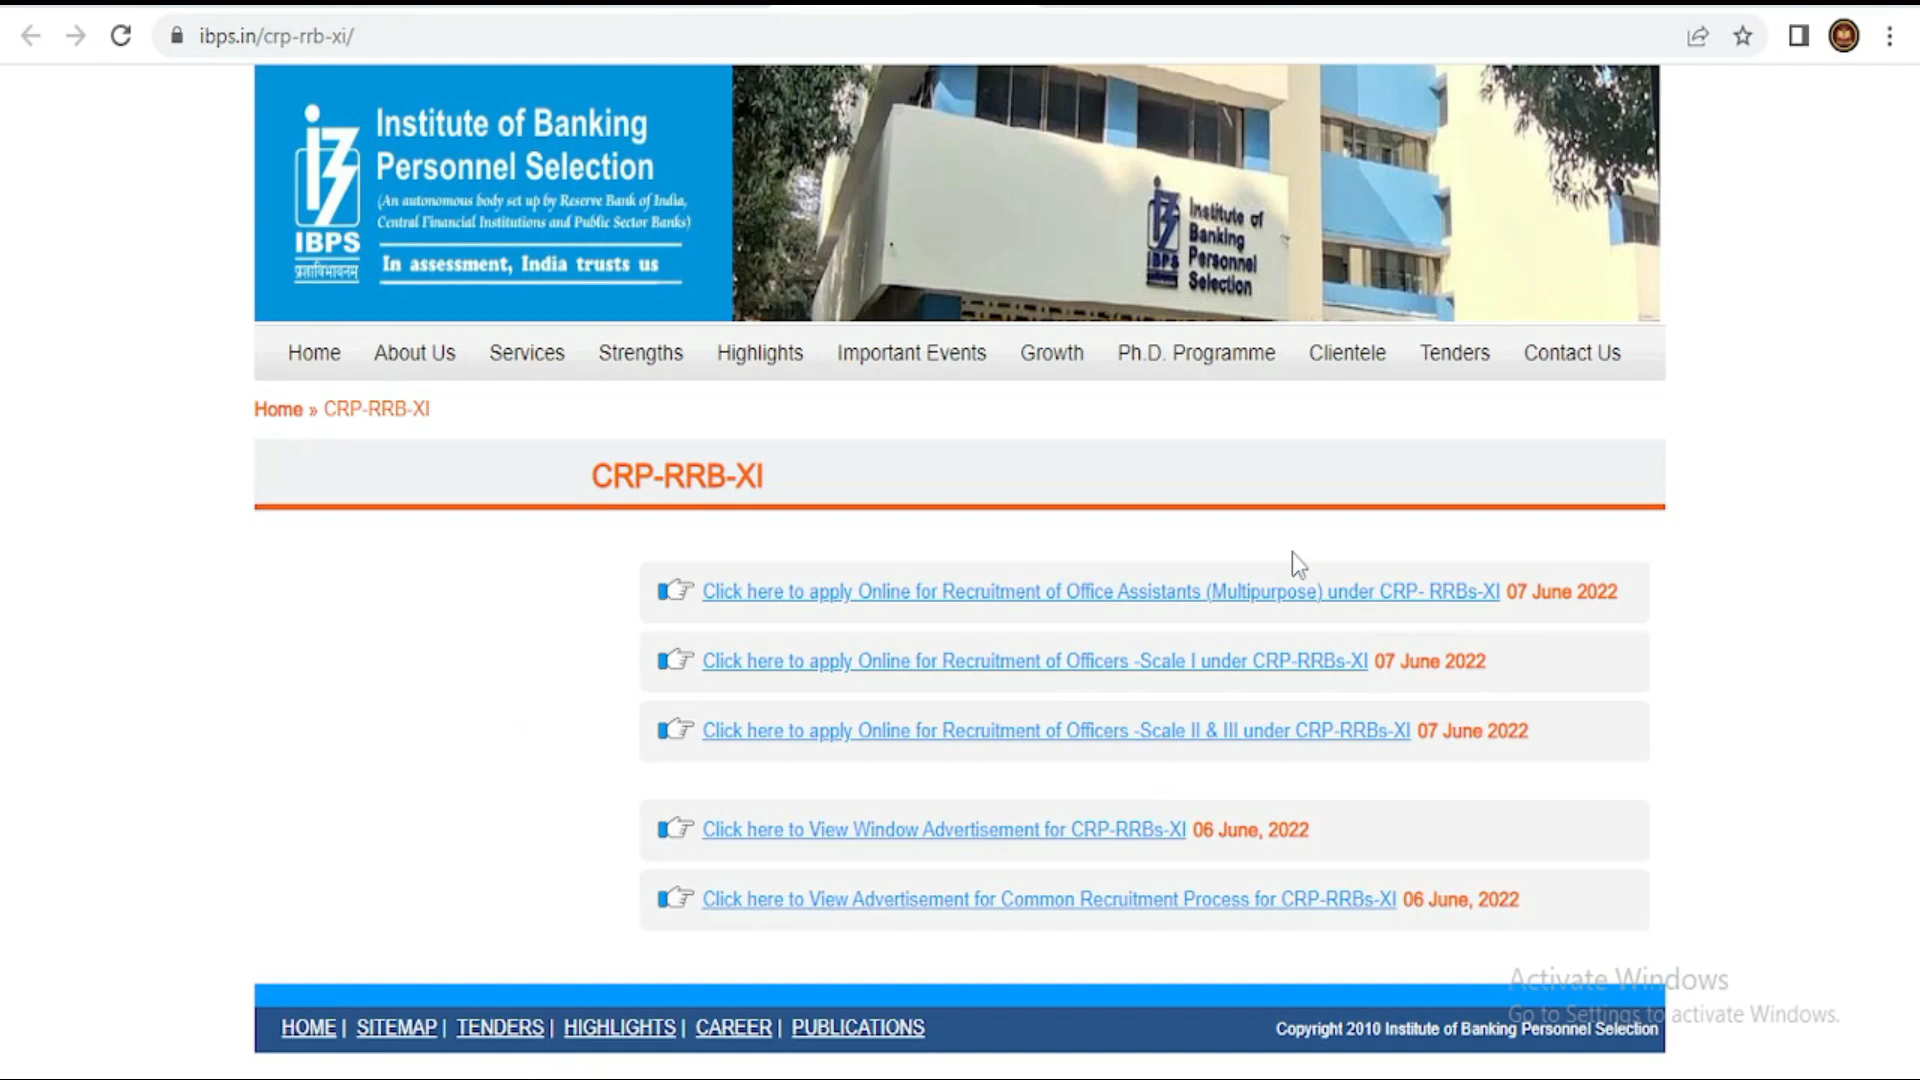 ibps.in/crp-rrb-xi/
Institute of Banking
Personnel Selection
(An autonomous body set up by Reserve Bank of India,
Central Financial Institutions and Public Sector Banks)
IBPS
प्रज्ञाविभावनम्
In assessment, India trusts us
Institute of
Banking
Personnel
Selection
IBPS
Home About Us Services Strengths Highlights Important Events Growth Ph.D. Programme Clientele Tenders Contact Us
Home » CRP-RRB-XI
CRP-RRB-XI
Click here to apply Online for Recruitment of Office Assistants (Multipurpose) under CRP- RRBs-XI 07 June 2022
Click here to apply Online for Recruitment of Officers -Scale I under CRP-RRBs-XI 07 June 2022
Click here to apply Online for Recruitment of Officers -Scale II & III under CRP-RRBs-XI 07 June 2022
Click here to View Window Advertisement for CRP-RRBs-XI 06 June, 2022
Click here to View Advertisement for Common Recruitment Process for CRP-RRBs-XI 06 June, 2022
Activate Windows
Go to Settings to activate Windows.
HOME | SITEMAP | TENDERS | HIGHLIGHTS | CAREER | PUBLICATIONS
Copyright 2010 Institute of Banking Personnel Selection